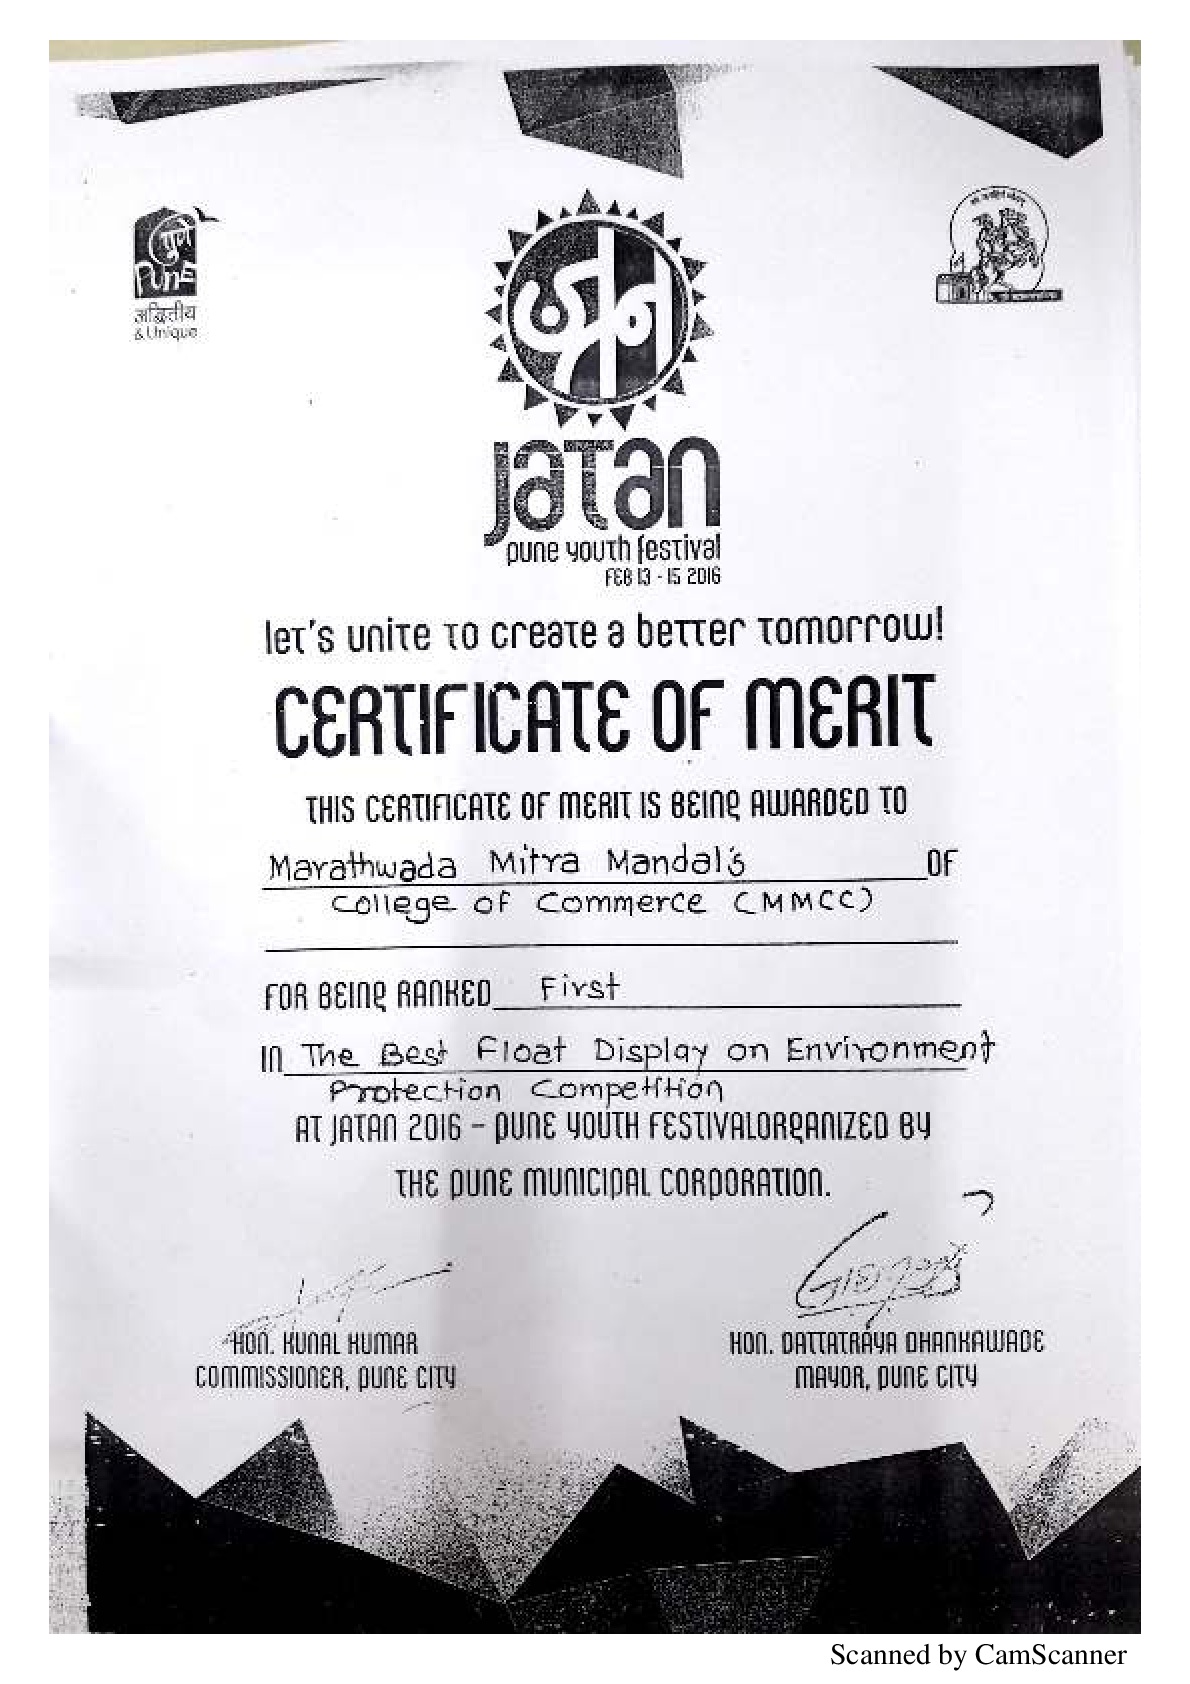 पुणे
PUNE
अद्वितीय
& Unique
जतन
JATAN
PUNE YOUTH FESTIVAL
FEB 13 - 15 2016
LET'S UNITE TO CREATE A BETTER TOMORROW!
CERTIFICATE OF MERIT
THIS CERTIFICATE OF MERIT IS BEING AWARDED TO
Marathwada Mitra Mandal's OF
College of Commerce (MMCC)
FOR BEING RANKED First
IN The Best Float Display on Environment
Protection Competition
AT JATAN 2016 – PUNE YOUTH FESTIVALORGANIZED BY
THE PUNE MUNICIPAL CORPORATION.
HON. KUNAL KUMAR
COMMISSIONER, PUNE CITY
HON. DATTATRAYA DHANKAWADE
MAYOR, PUNE CITY
Scanned by CamScanner